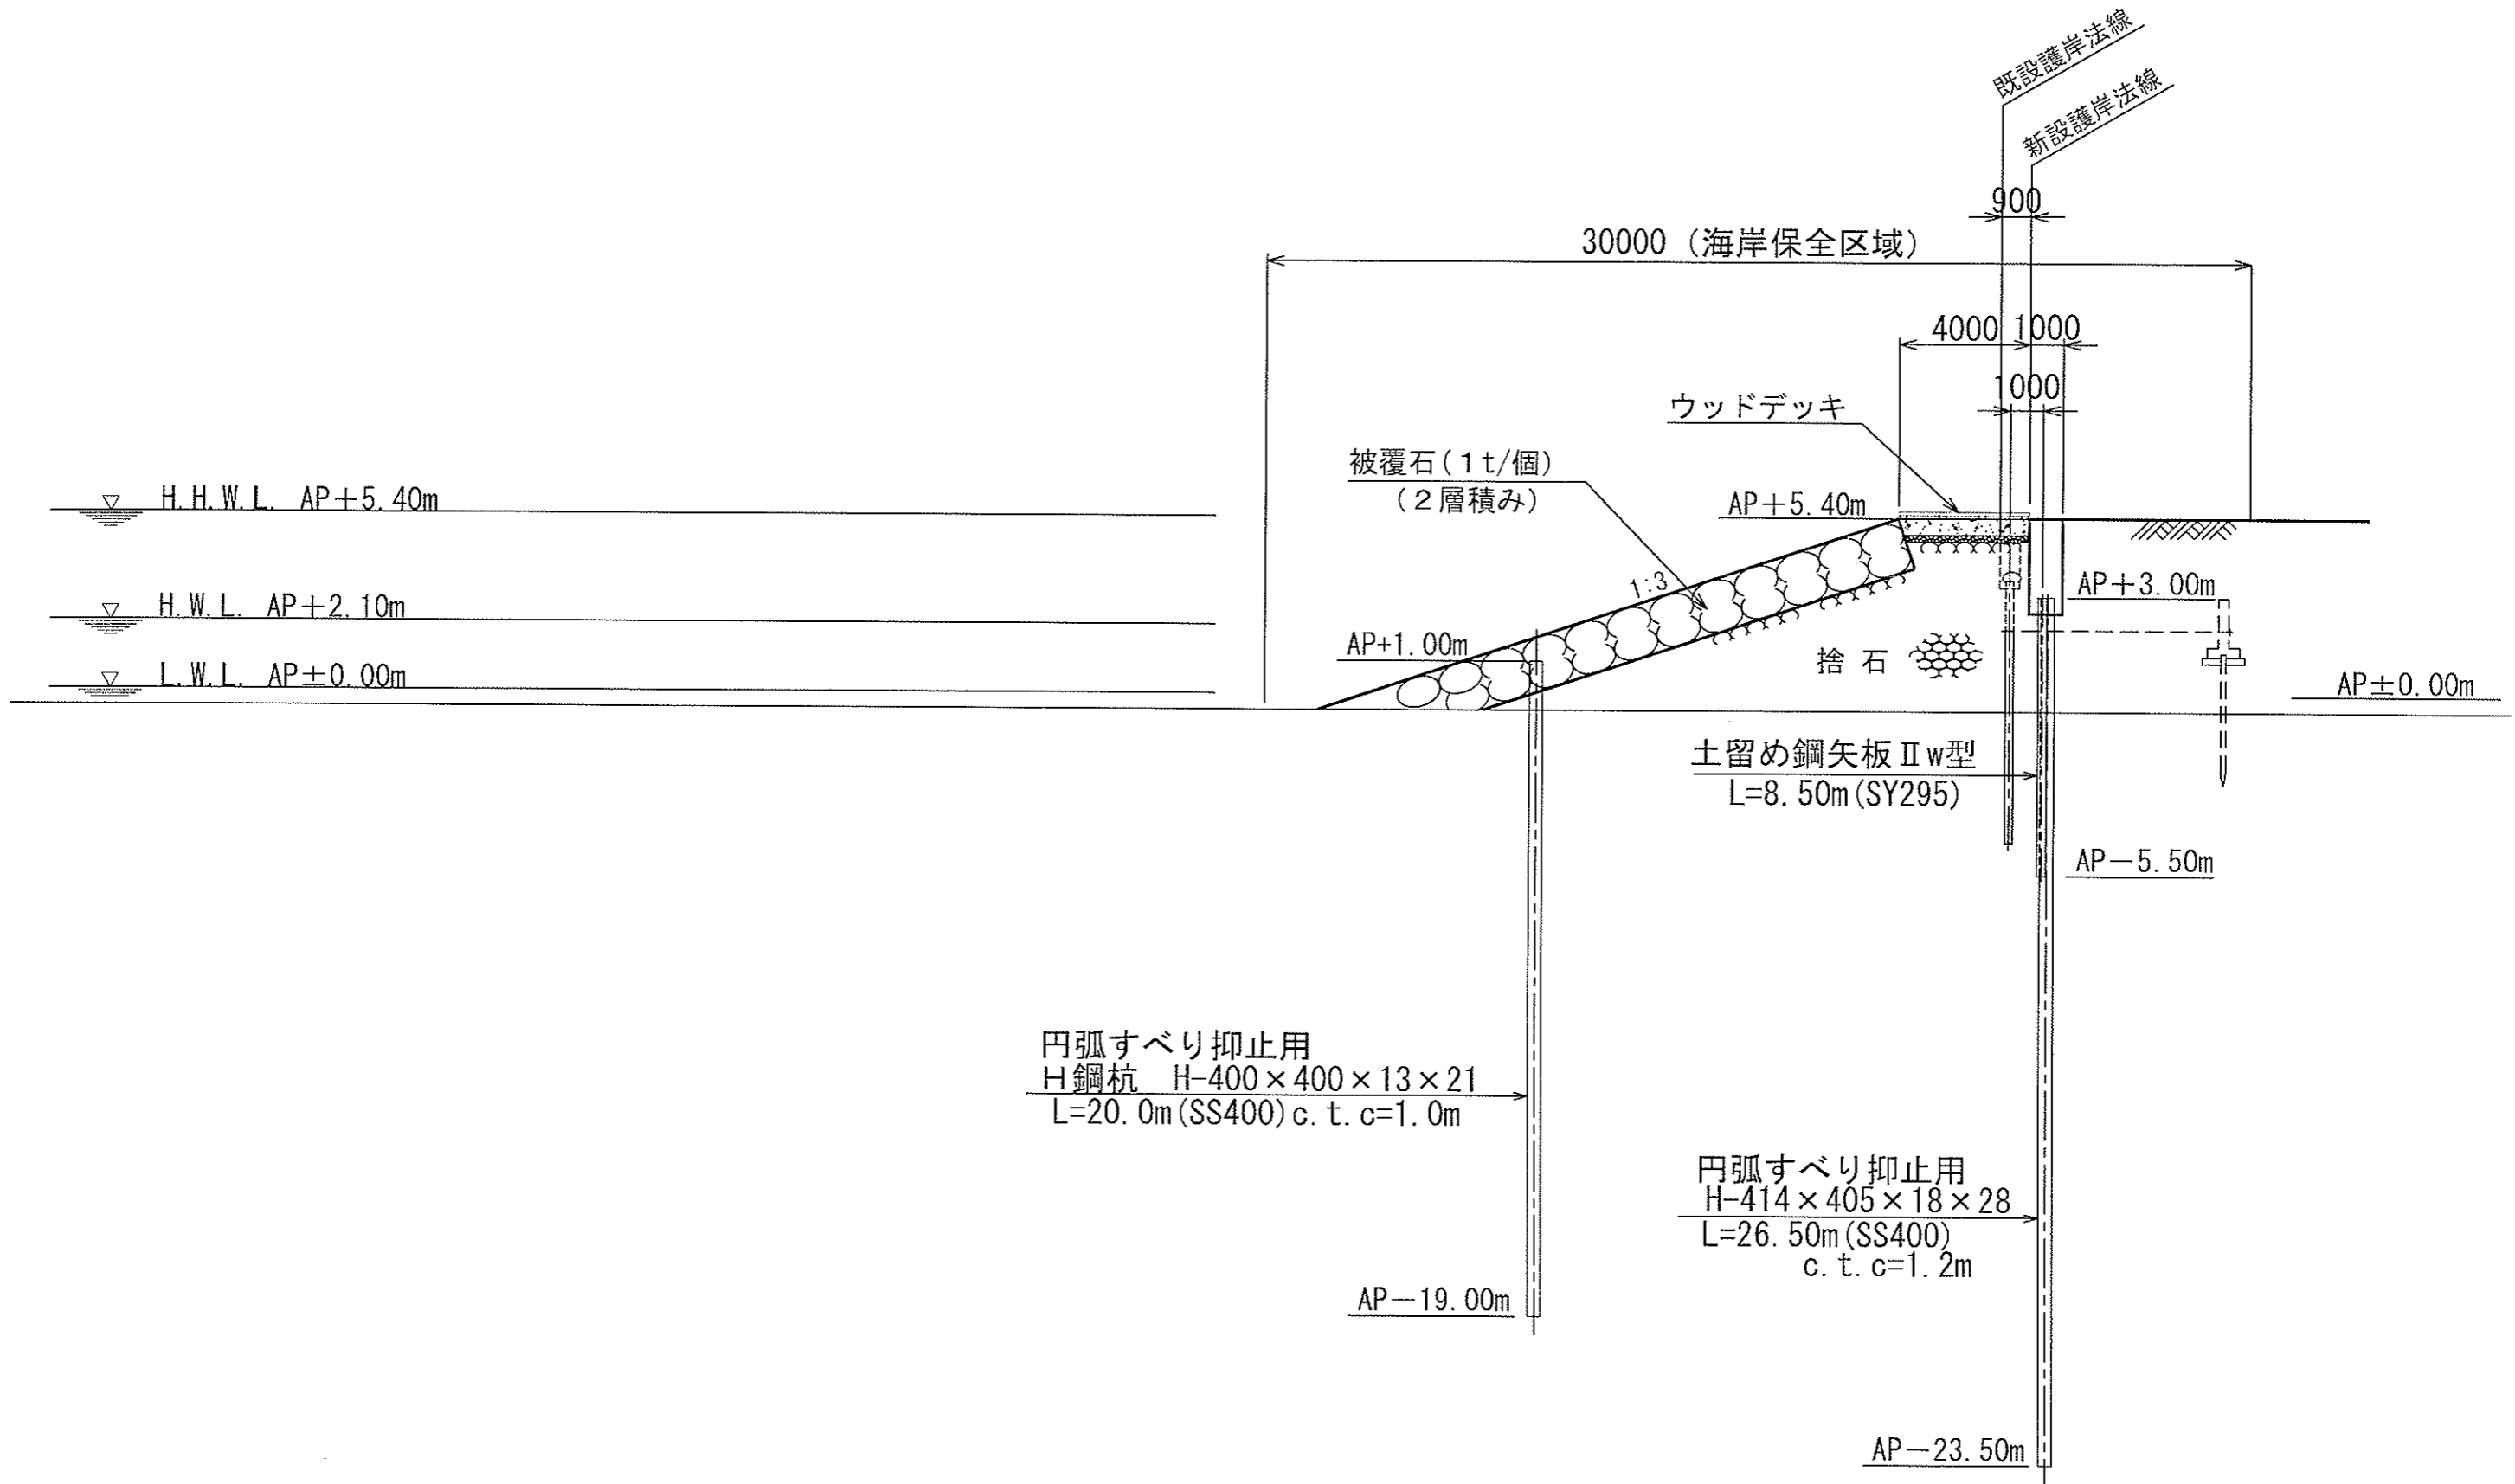 既設護岸法線
新設護岸法線
900
30000 (海岸保全区域)
4000 1000
1000
ウッドデッキ
被覆石(1t/個)
(2層積み)
H.H.W.L. AP+5.40m
AP+5.40m
1:3
AP+3.00m
H.W.L. AP+2.10m
AP+1.00m
捨石
L.W.L. AP±0.00m
AP±0.00m
土留め鋼矢板Ⅱw型
L=8.50m(SY295)
AP-5.50m
円弧すべり抑止用
H鋼杭 H-400×400×13×21
L=20.0m(SS400)c.t.c=1.0m
円弧すべり抑止用
H-414×405×18×28
L=26.50m(SS400)
c.t.c=1.2m
AP-19.00m
AP-23.50m